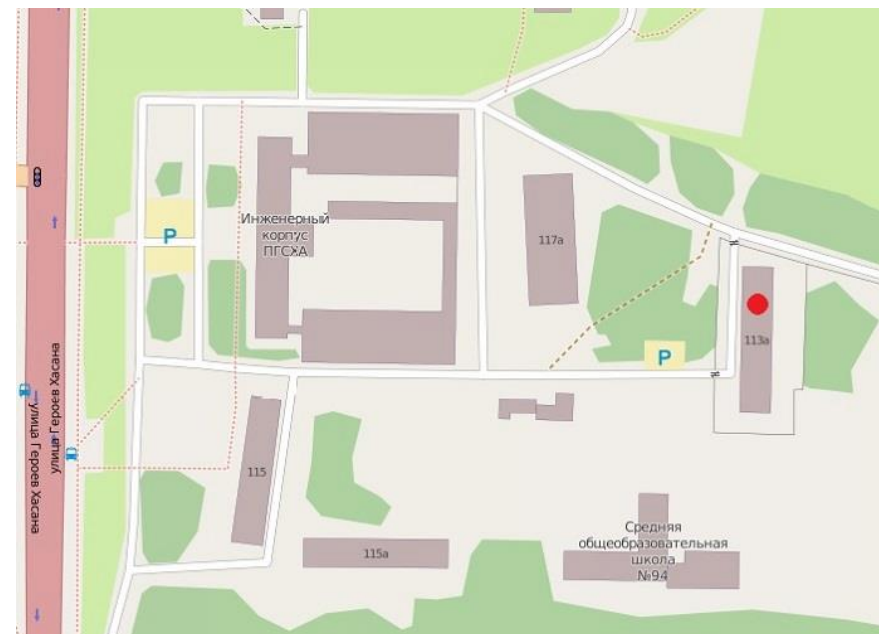 P
Инженерный
корпус
ПГСХА
117а
P
113а
улица Героев Хасана
улица Героев Хасана
115
115а
Средняя
общеобразовательная
школа
№94